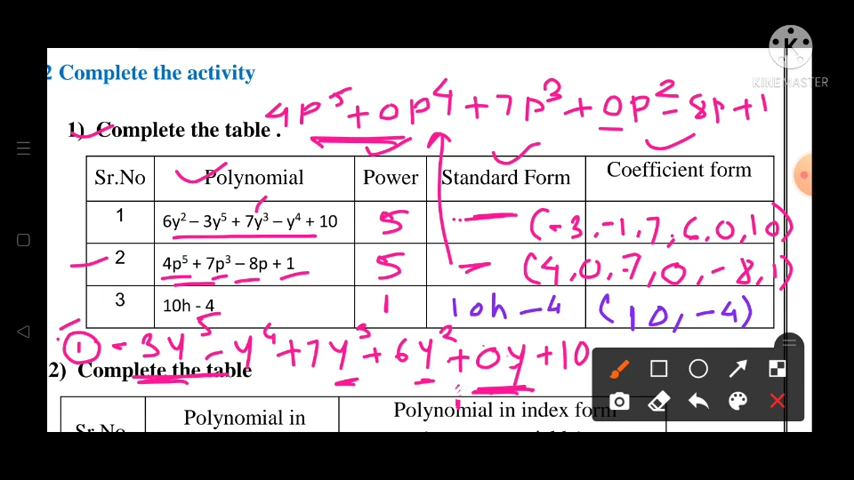 2 Complete the activity
K
KINEMASTER
4p⁵ + 0p⁴ + 7p³ + 0p² - 8p + 1
1) Complete the table .
Sr.No Polynomial Power Standard Form Coefficient form
1 6y² – 3y⁵ + 7y³ – y⁴ + 10 5 (-3, -1, 7, 6, 0, 10)
2 4p⁵ + 7p³ – 8p + 1 5 (4, 0, 7, 0, -8, 1)
3 10h - 4 1 10h - 4 (10, -4)
① - 3y⁵ - y⁴ + 7y³ + 6y² + 0y + 10
2) Complete the table
Sr.No Polynomial in Polynomial in index form